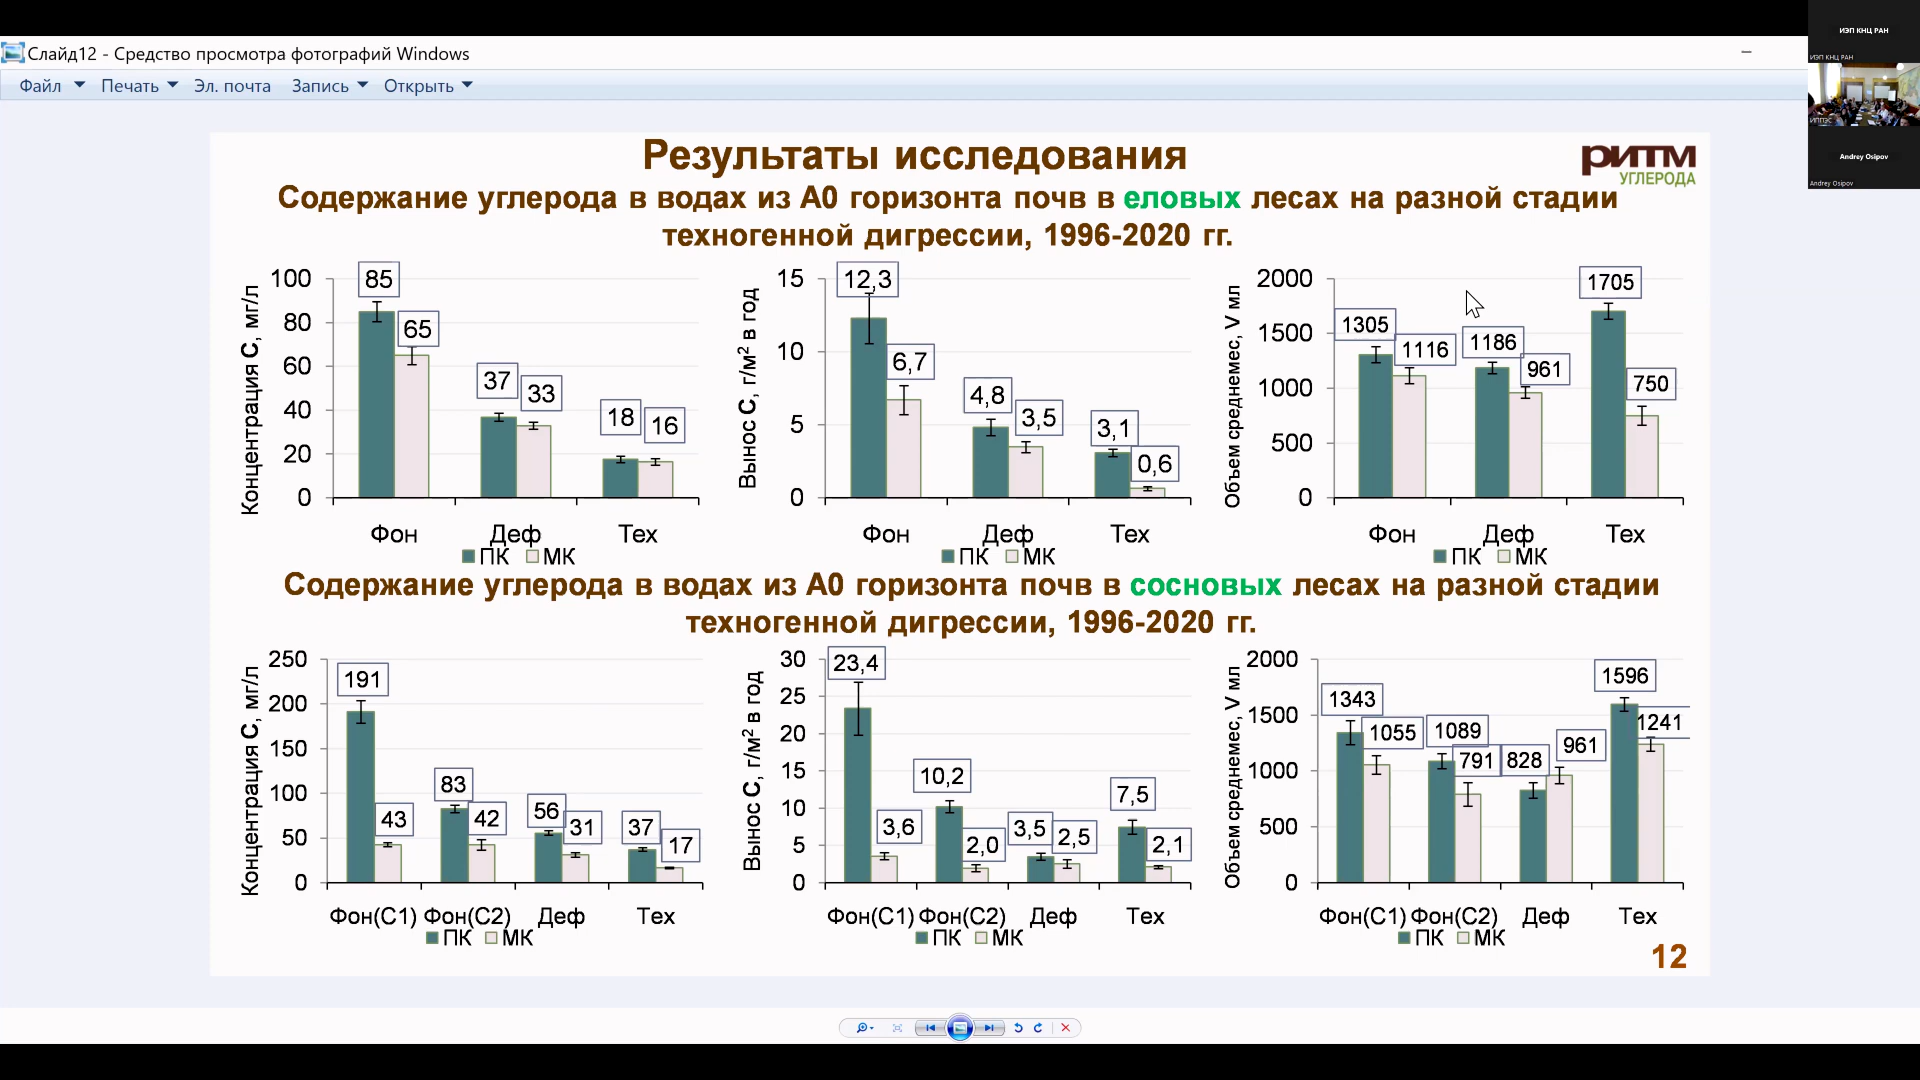 ИЭП КНЦ РАН
ИЭП КНЦ РАН
ИППЭС
Andrey Osipov
Andrey Osipov
Слайд12 - Средство просмотра фотографий Windows
Файл Печать Эл. почта Запись Открыть
Результаты исследования
РИТМ
УГЛЕРОДА
Содержание углерода в водах из А0 горизонта почв в еловых лесах на разной стадии
техногенной дигрессии, 1996-2020 гг.
Концентрация С, мг/л
100
80
60
40
20
0
85
65
37
33
18
16
Фон Деф Тех
ПК МК
Вынос С, г/м² в год
15
10
5
0
12,3
6,7
4,8
3,5
3,1
0,6
Фон Деф Тех
ПК МК
Объем среднемес, V мл
2000
1500
1000
500
0
1305
1116
1186
961
1705
750
Фон Деф Тех
ПК МК
Содержание углерода в водах из А0 горизонта почв в сосновых лесах на разной стадии
техногенной дигрессии, 1996-2020 гг.
Концентрация С, мг/л
250
200
150
100
50
0
191
43
83
42
56
31
37
17
Фон(С1) Фон(С2) Деф Тех
ПК МК
Вынос С, г/м² в год
30
25
20
15
10
5
0
23,4
3,6
10,2
2,0
3,5
2,5
7,5
2,1
Фон(С1) Фон(С2) Деф Тех
ПК МК
Объем среднемес, V мл
2000
1500
1000
500
0
1343
1055
1089
791
828
961
1596
1241
Фон(С1) Фон(С2) Деф Тех
ПК МК
12